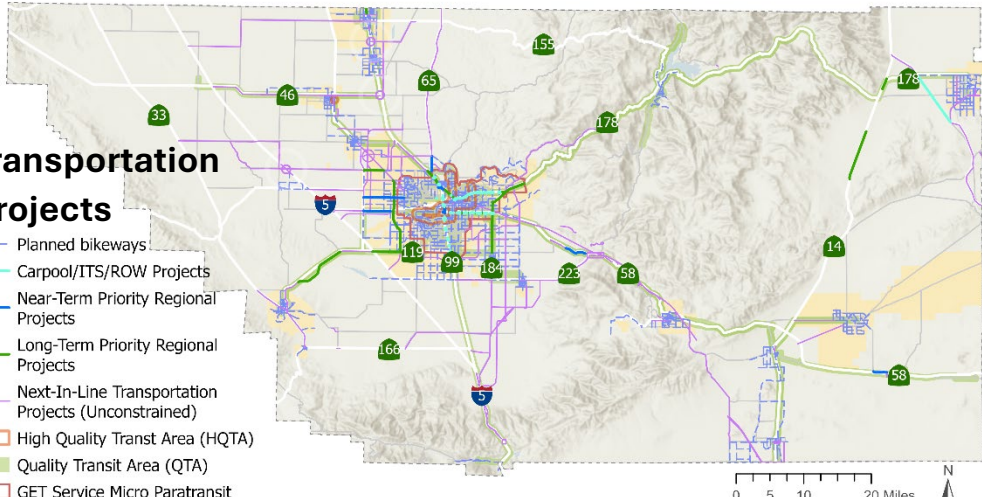 155
65
178
46
33
178
ransportation
rojects
5
Planned bikeways
Carpool/ITS/ROW Projects
119
99
184
223
58
14
Near-Term Priority Regional
Projects
Long-Term Priority Regional
Projects
166
58
Next-In-Line Transportation
Projects (Unconstrained)
5
High Quality Transit Area (HQTA)
Quality Transit Area (QTA)
GET Service Micro Paratransit
N
0 5 10 20 Miles